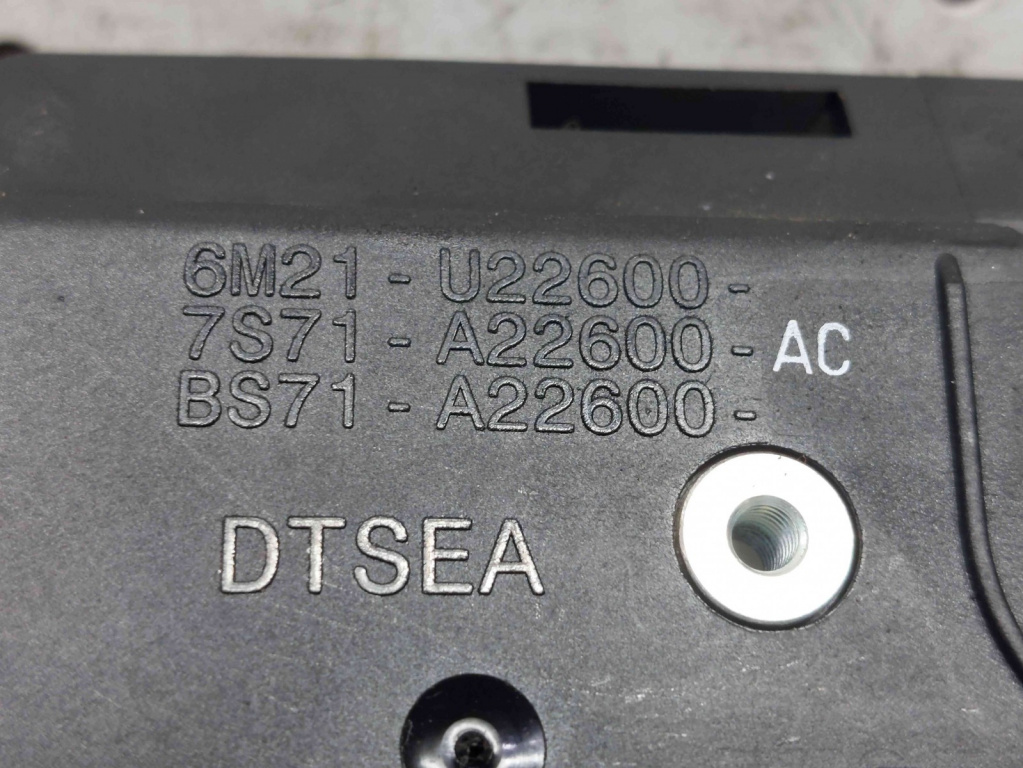 6M21 - U22600 -
7S71 - A22600 - AC
BS71 - A22600 -
DTSEA